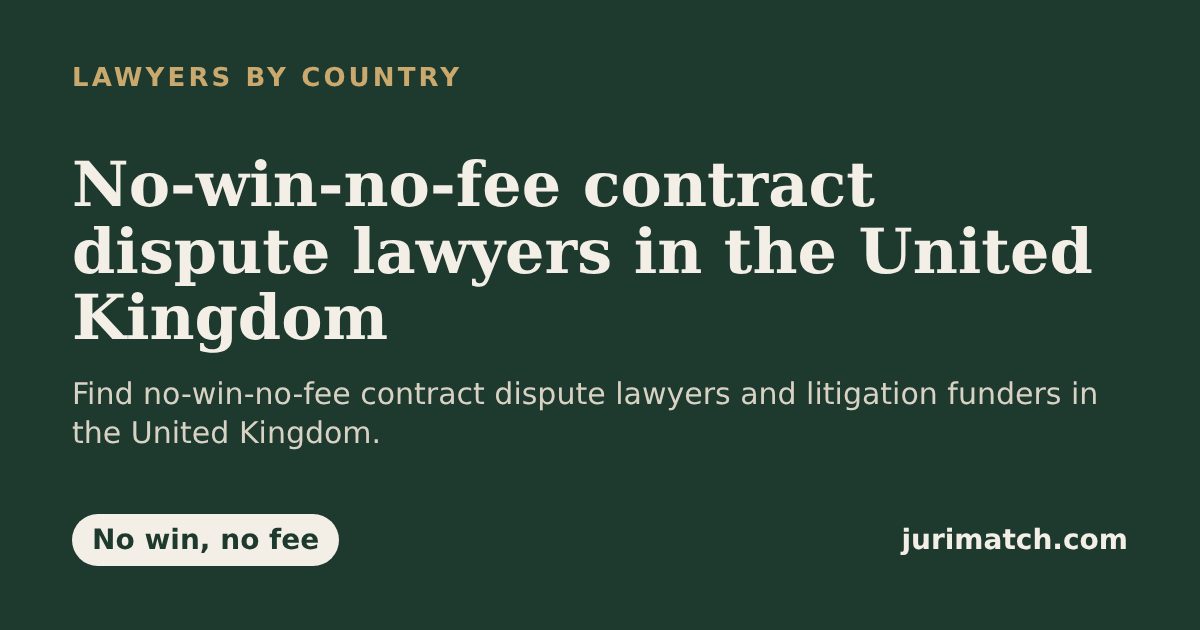 LAWYERS BY COUNTRY
No-win-no-fee contract
dispute lawyers in the United
Kingdom
Find no-win-no-fee contract dispute lawyers and litigation funders in
the United Kingdom.
No win, no fee
jurimatch.com